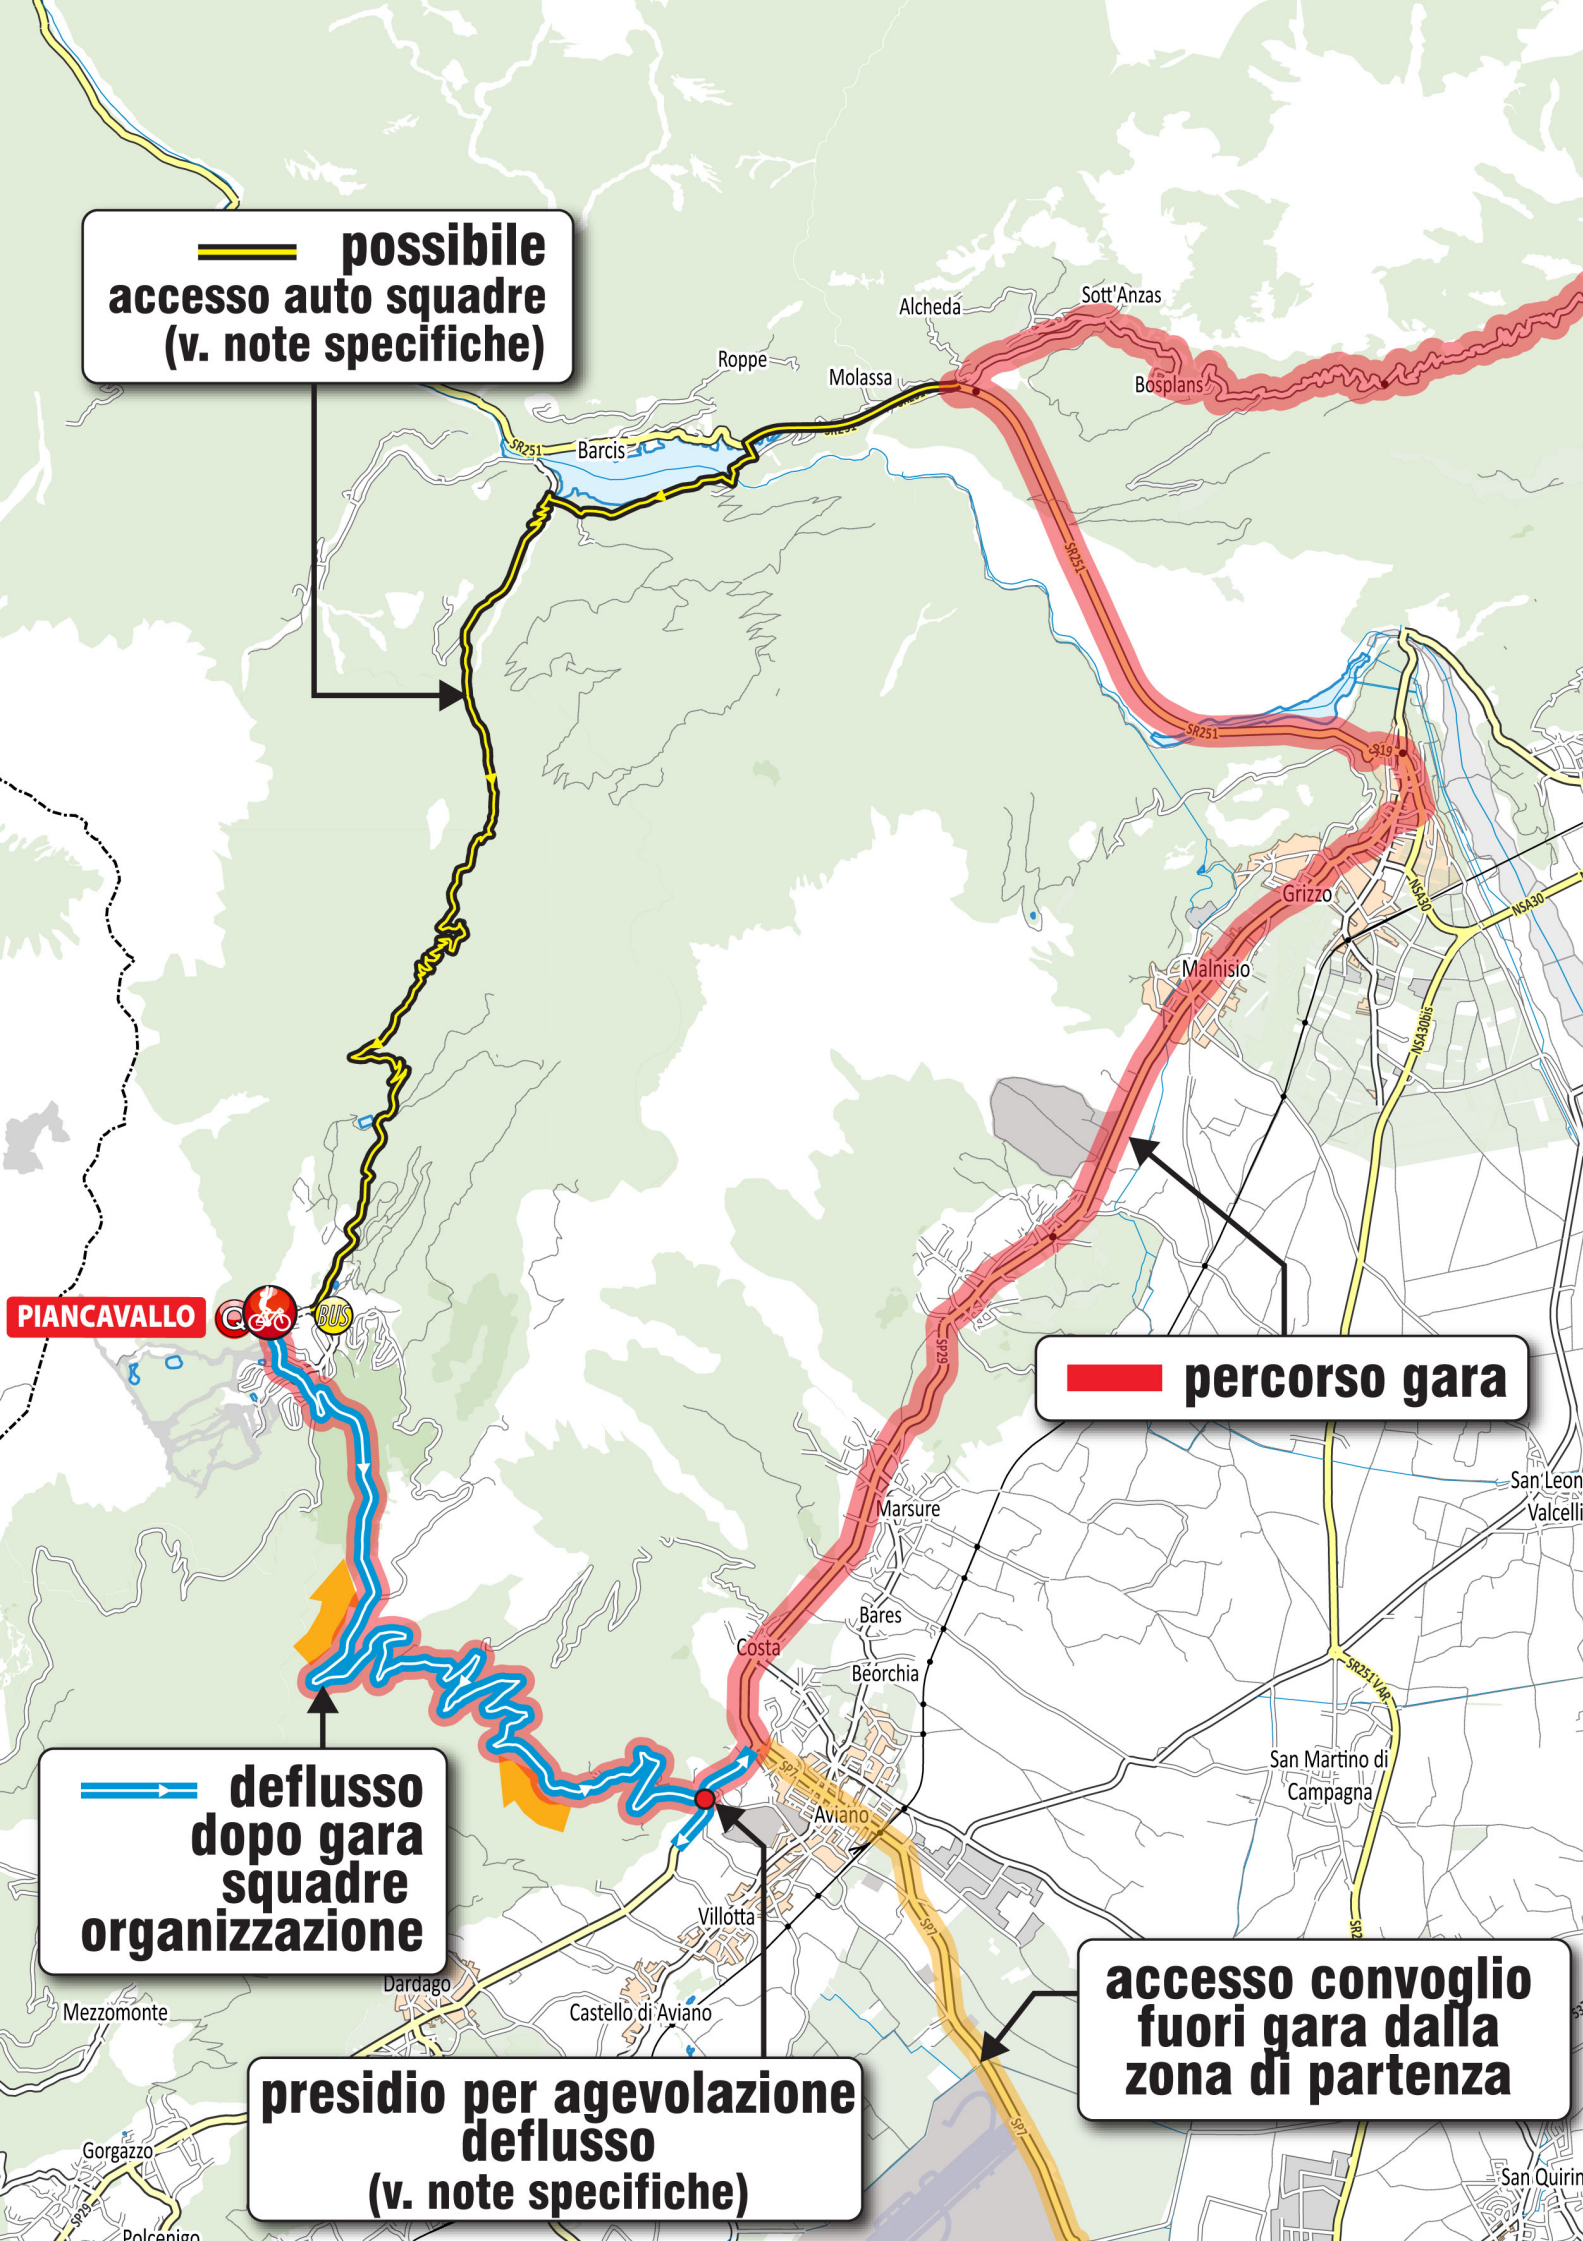 possibile
accesso auto squadre
(v. note specifiche)
Alcheda
Sott'Anzas
Roppe
Molassa
Bosplans
SR251
Barcis
SR251
SR251
SR251
Grizzo
NSA30
NSA30
Malnisio
NSA30bis
PIANCAVALLO
Q
BUS
SP29
percorso gara
San Leon
Valcelli
Marsure
Bares
Costa
Beorchia
SR251VAR
San Martino di
Campagna
SP7
Aviano
deflusso
dopo gara
squadre
organizzazione
Villotta
SP7
SR2
Dardago
Mezzomonte
Castello di Aviano
accesso convoglio
fuori gara dalla
zona di partenza
presidio per agevolazione
deflusso
(v. note specifiche)
SP7
Gorgazzo
San Quirin
SP29
Polcenigo